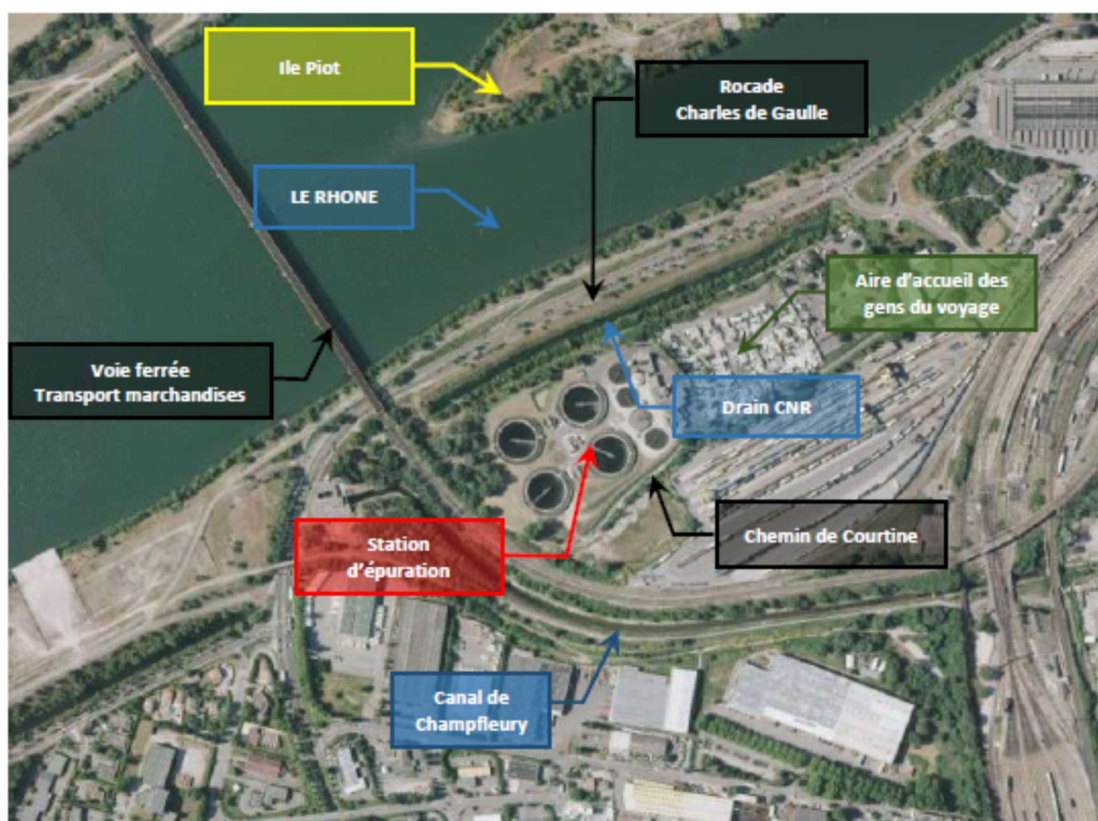 Ile Piot
Rocade
Charles de Gaulle
LE RHONE
Aire d'accueil des
gens du voyage
Voie ferrée
Transport marchandises
Drain CNR
Station
d'épuration
Chemin de Courtine
Canal de
Champfleury